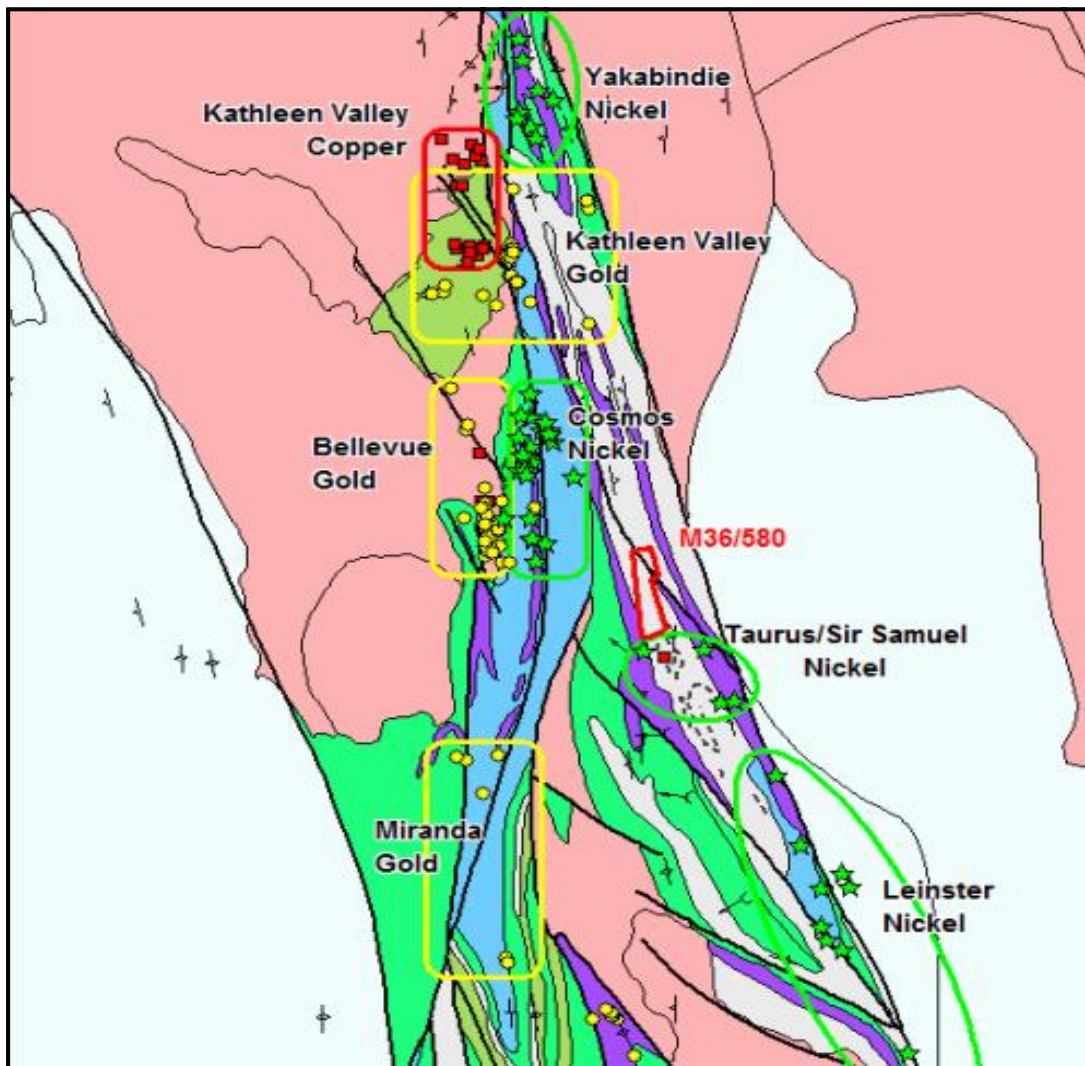 Yakabindie
Nickel
Kathleen Valley
Copper
Kathleen Valley
Gold
Cosmos
Nickel
Bellevue
Gold
M36/580
Taurus/Sir Samuel
Nickel
Miranda
Gold
Leinster
Nickel